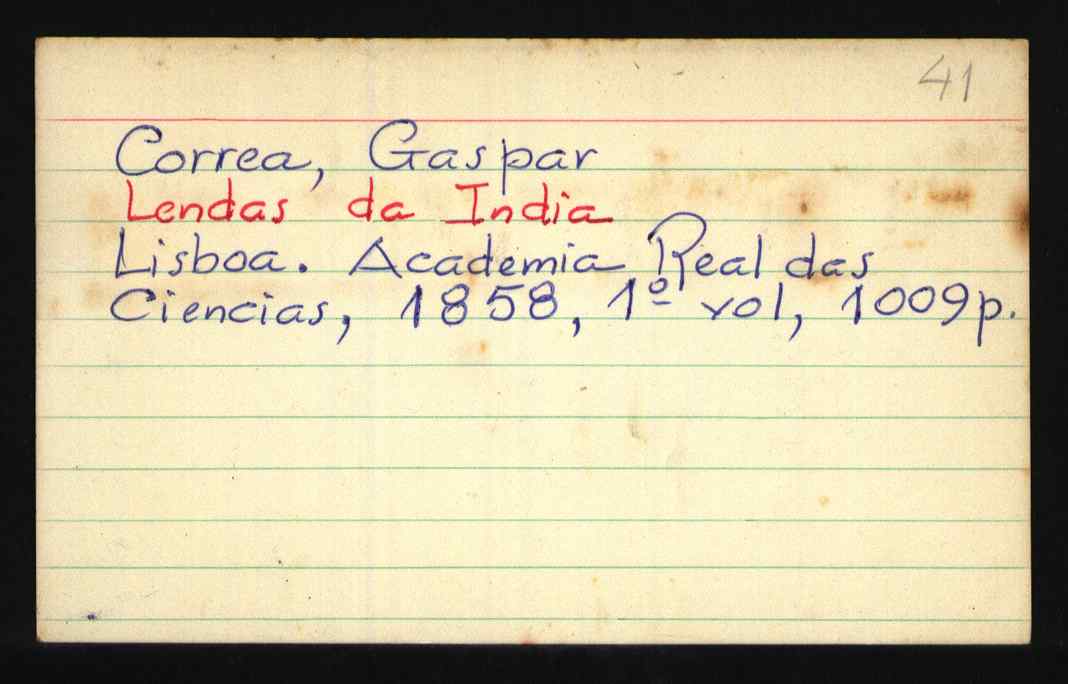 41
Correa, Gaspar
Lendas da India
Lisboa. Academia Real das
Ciencias, 1858, 1º vol, 1009p.